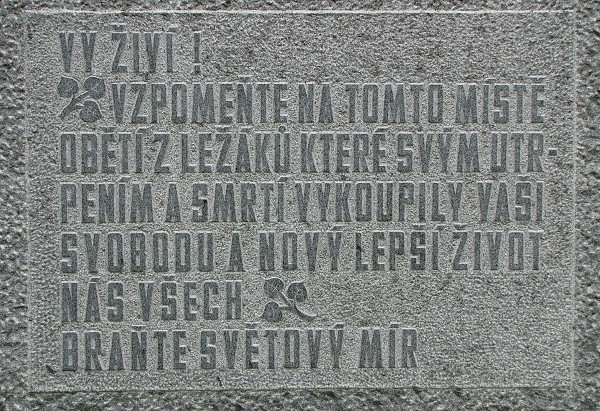 VY ŽIVÍ !
VZPOMEŇTE NA TOMTO MÍSTĚ
OBĚTÍ Z LEŽÁKŮ KTERÉ SVÝM UTR-
PENÍM A SMRTÍ VYKOUPILY VAŠI
SVOBODU A NOVÝ LEPŠÍ ŽIVOT
NÁS VŠECH
BRAŇTE SVĚTOVÝ MÍR